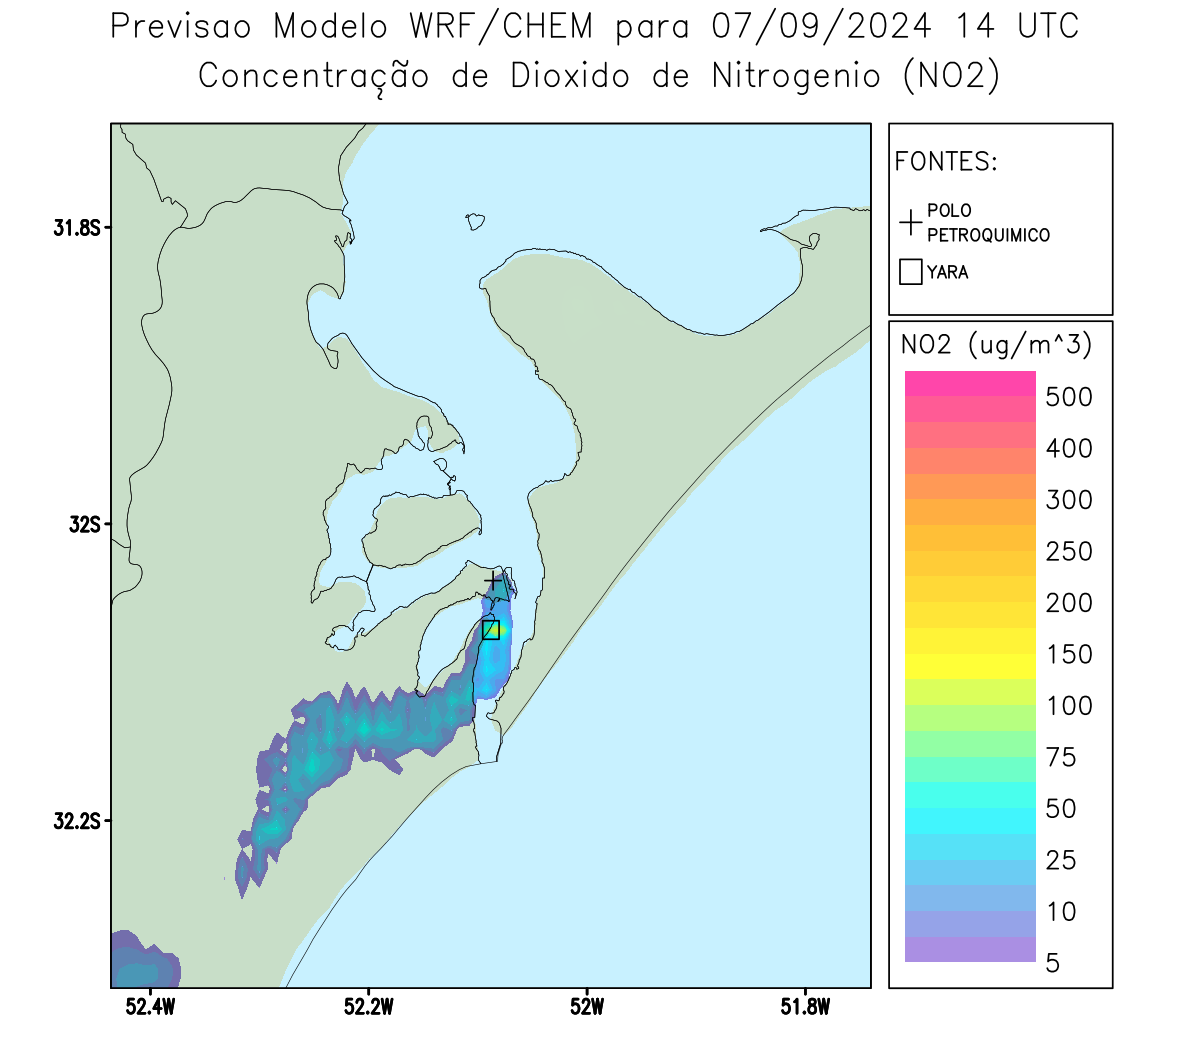 Previsao Modelo WRF/CHEM para 07/09/2024 14 UTC
Concentração de Dioxido de Nitrogenio (NO2)
FONTES:
POLO
PETROQUIMICO
YARA
NO2 (ug/m^3)
500
400
300
250
200
150
100
75
50
25
10
5
31.8S
32S
32.2S
52.4W
52.2W
52W
51.8W